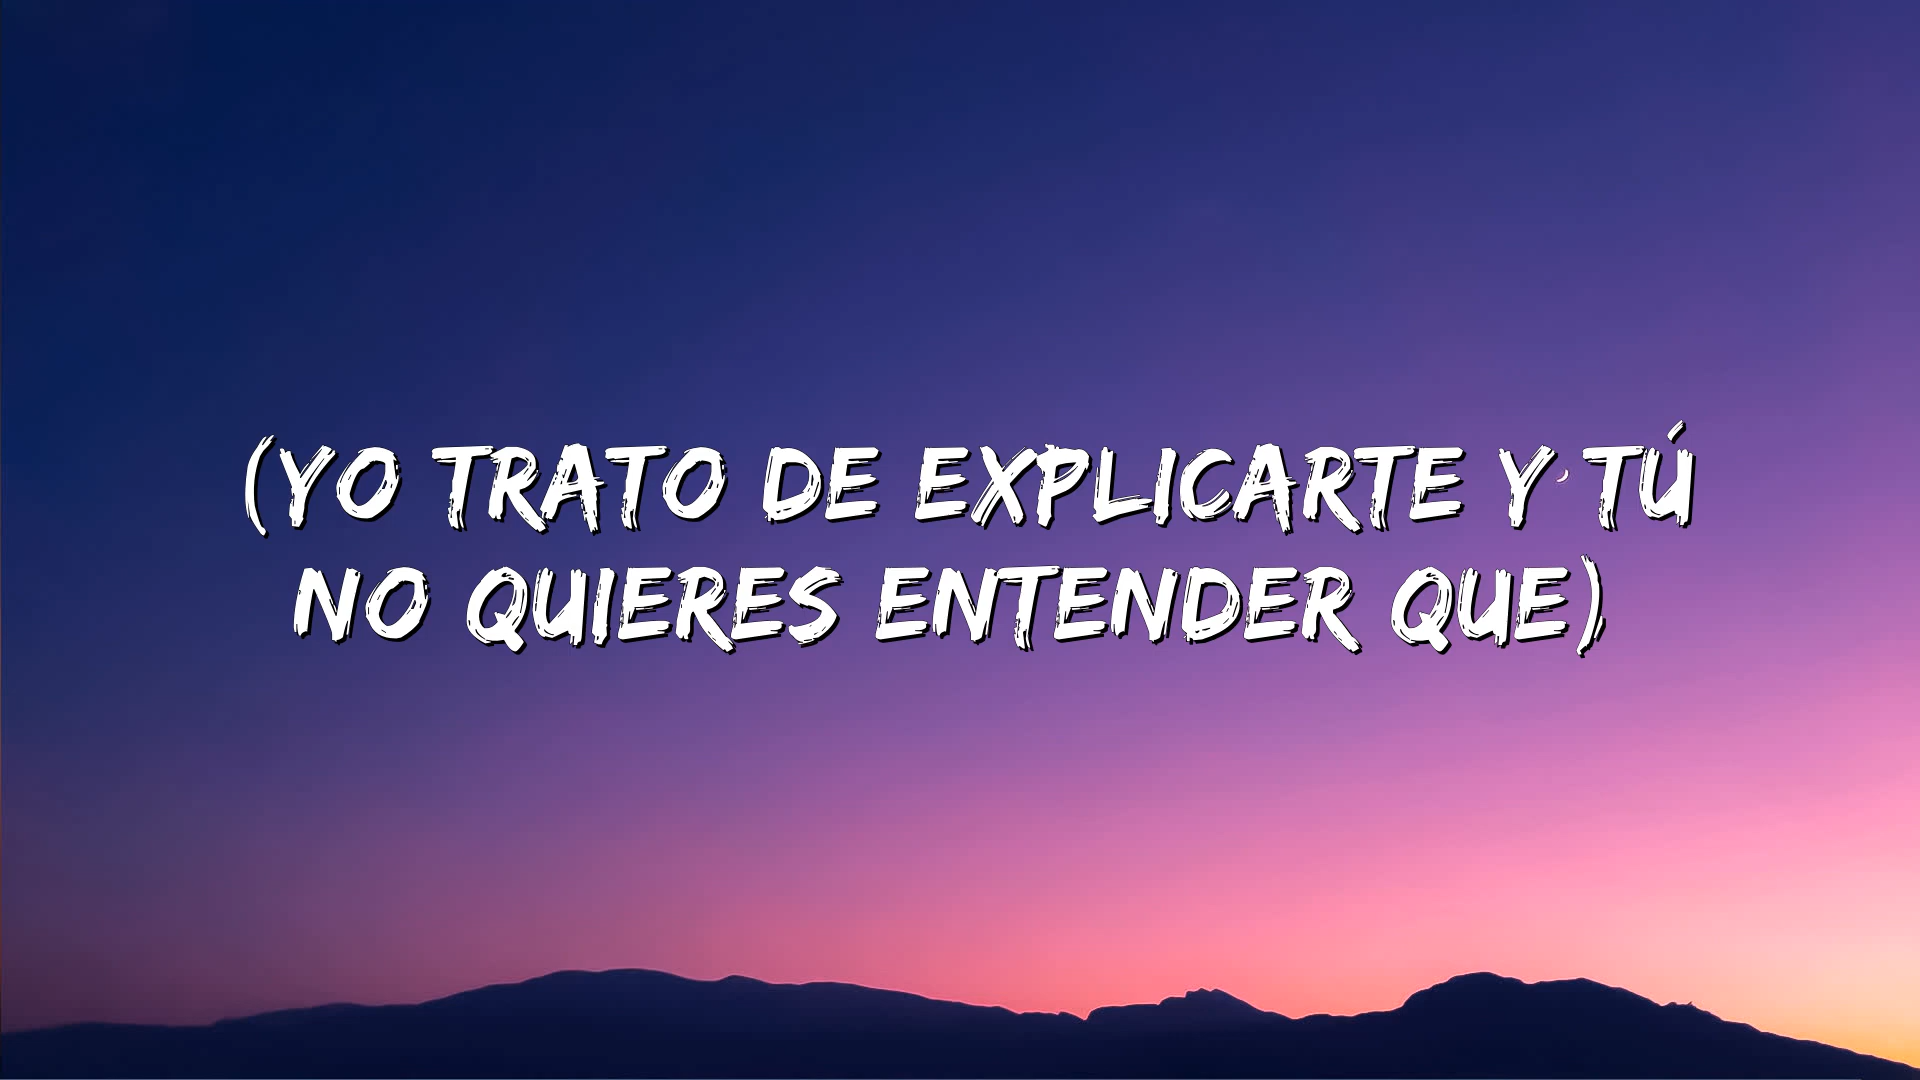 (YO TRATO DE EXPLICARTE Y TÚ
NO QUIERES ENTENDER QUE)